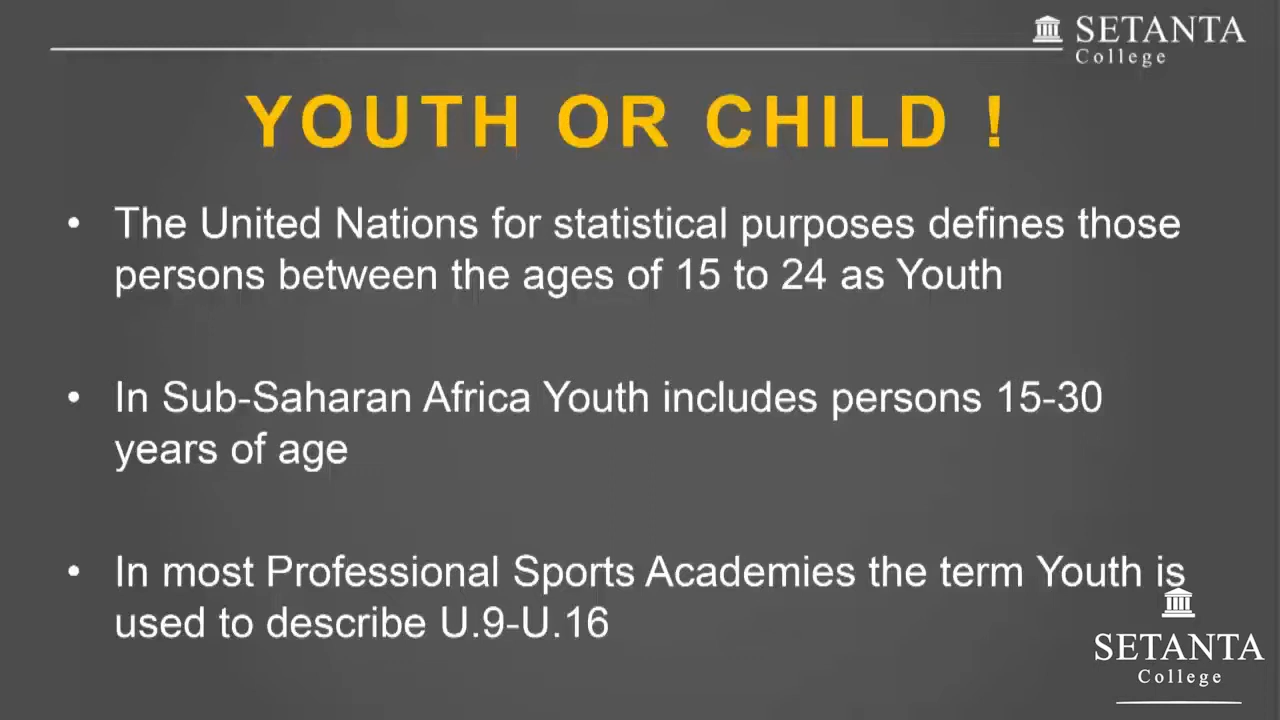 SETANTA
College
YOUTH OR CHILD !
• The United Nations for statistical purposes defines those
persons between the ages of 15 to 24 as Youth
• In Sub-Saharan Africa Youth includes persons 15-30
years of age
• In most Professional Sports Academies the term Youth is
used to describe U.9-U.16
SETANTA
College